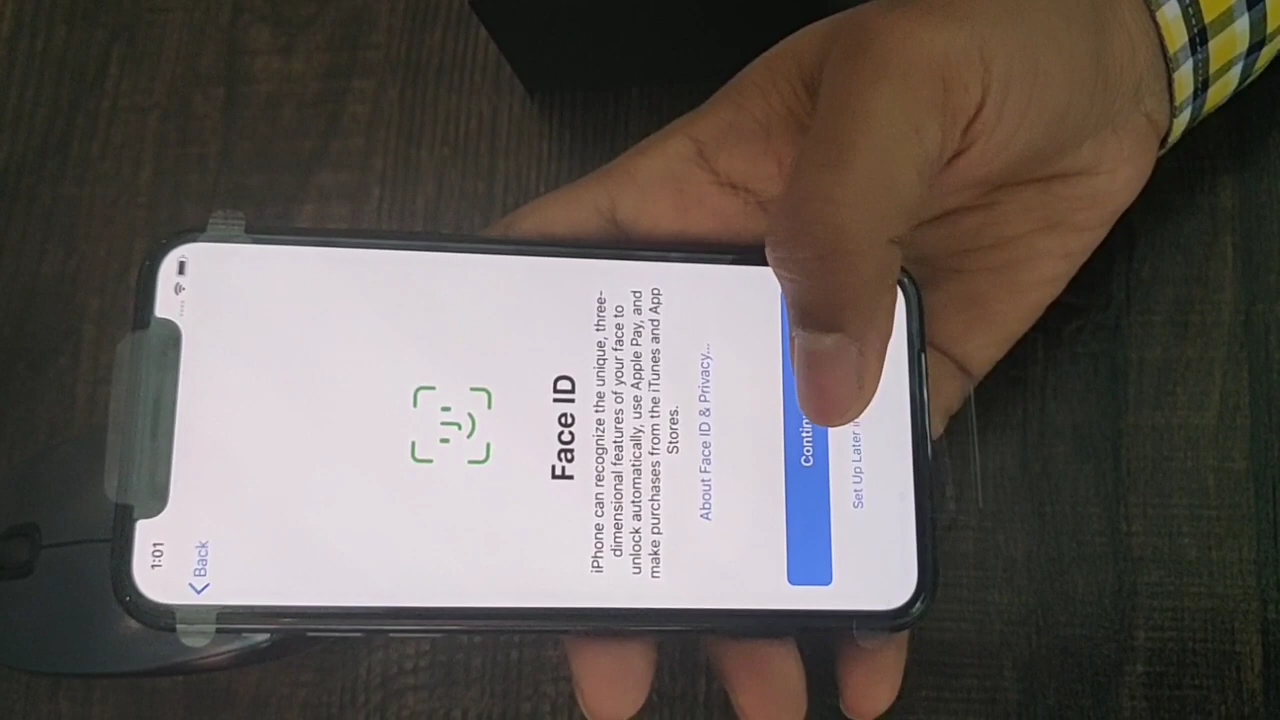 1:01
Back
Face ID
iPhone can recognize the unique, three-
dimensional features of your face to
unlock automatically, use Apple Pay, and
make purchases from the iTunes and App
Stores.
About Face ID & Privacy...
Contin
Set Up Later i